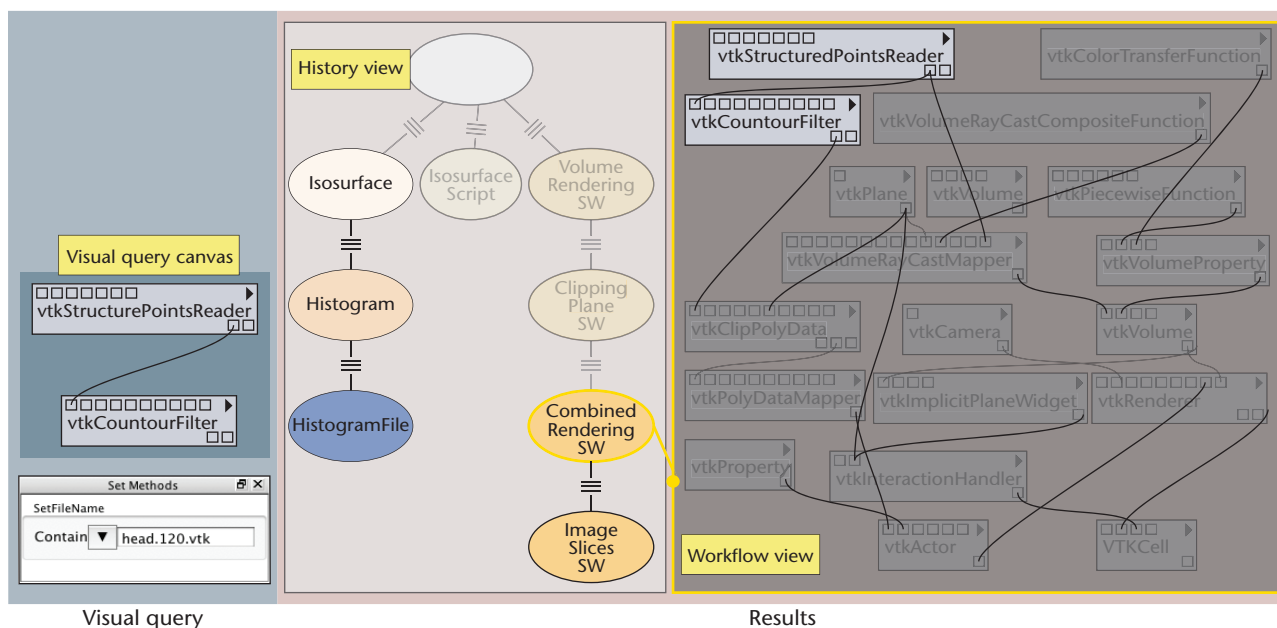 Visual query canvas
vtkStructurePointsReader
vtkCountourFilter
Set Methods
SetFileName
Contain
head.120.vtk
Visual query
History view
Isosurface
Isosurface
Script
Volume
Rendering
SW
Histogram
Clipping
Plane
SW
HistogramFile
Combined
Rendering
SW
Image
Slices
SW
vtkStructuredPointsReader
vtkColorTransferFunction
vtkCountourFilter
vtkVolumeRayCastCompositeFunction
vtkPlane
vtkVolume
vtkPiecewiseFunction
vtkVolumeRayCastMapper
vtkVolumeProperty
vtkClipPolyData
vtkCamera
vtkVolume
vtkPolyDataMapper
vtkImplicitPlaneWidget
vtkRenderer
vtkProperty
vtkInteractionHandler
vtkActor
VTKCell
Workflow view
Results